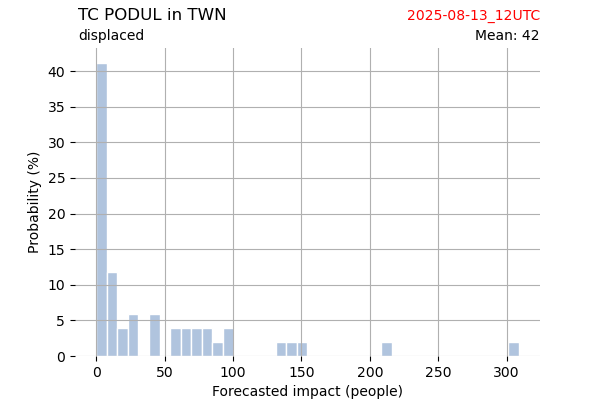 TC PODUL in TWN
2025-08-13_12UTC
displaced
Mean: 42
40
35
30
25
20
15
10
5
0
Probability (%)
0 50 100 150 200 250 300
Forecasted impact (people)